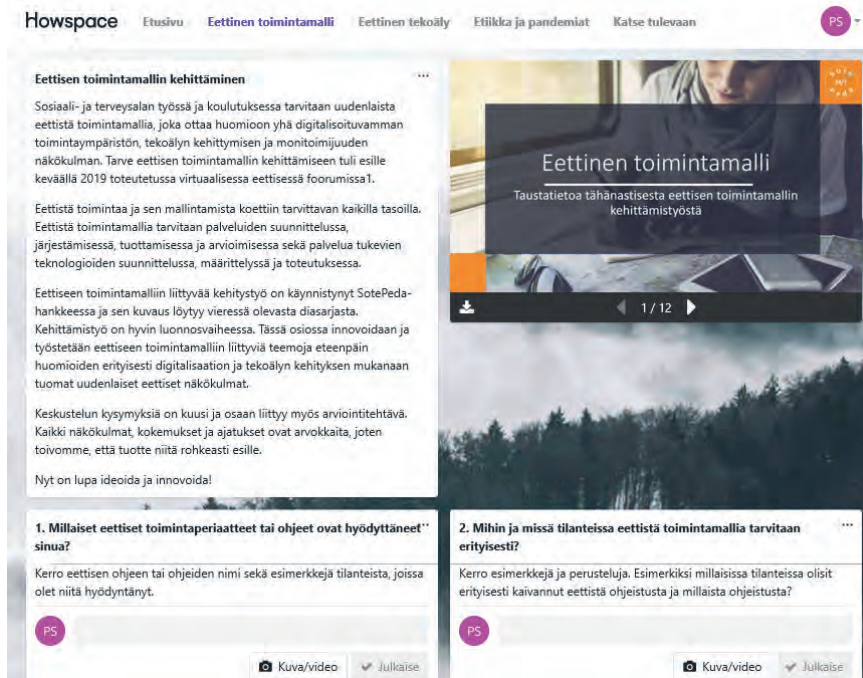 Howspace Etusivu Eettinen toimintamalli Eettinen tekoäly Etiikka ja pandemiat Katse tulevaan PS
Eettisen toimintamallin kehittäminen ...
Sosiaali- ja terveysalan työssä ja koulutuksessa tarvitaan uudenlaista
eettistä toimintamallia, joka ottaa huomioon yhä digitalisoituvamman
toimintaympäristön, tekoälyn kehittymisen ja monitoimijuuden
näkökulman. Tarve eettisen toimintamallin kehittämiseen tuli esille
keväällä 2019 toteutetussa virtuaalisessa eettisessä foorumissa1.
Eettistä toimintaa ja sen mallintamista koettiin tarvittavan kaikilla tasoilla.
Eettistä toimintamallia tarvitaan palveluiden suunnittelussa,
järjestämisessä, tuottamisessa ja arvioimisessa sekä palvelua tukevien
teknologioiden suunnittelussa, määrittelyssä ja toteutuksessa.
Eettiseen toimintamalliin liittyvä kehitystyö on käynnistynyt SotePeda-
hankkeessa ja sen kuvaus löytyy vieressä olevasta diasarjasta.
Kehittämistyö on hyvin luonnosvaiheessa. Tässä osiossa innovoidaan ja
työstetään eettiseen toimintamalliin liittyviä teemoja eteenpäin
huomioiden erityisesti digitalisaation ja tekoälyn kehityksen mukanaan
tuomat uudenlaiset eettiset näkökulmat.
Keskustelun kysymyksiä on kuusi ja osaan liittyy myös arviointitehtävä.
Kaikki näkökulmat, kokemukset ja ajatukset ovat arvokkaita, joten
toivomme, että tuotte niitä rohkeasti esille.
Nyt on lupa ideoida ja innovoida!
Eettinen toimintamalli
Taustatietoa tähänastisesta eettisen toimintamallin
kehittämistyöstä
1 / 12
1. Millaiset eettiset toimintaperiaatteet tai ohjeet ovat hyödyttäneet ...
sinua?
Kerro eettisen ohjeen tai ohjeiden nimi sekä esimerkkejä tilanteista, joissa
olet niitä hyödyntänyt.
PS
Kuva/video Julkaise
2. Mihin ja missä tilanteissa eettistä toimintamallia tarvitaan ...
erityisesti?
Kerro esimerkkejä ja perusteluja. Esimerkiksi millaisissa tilanteissa olisit
erityisesti kaivannut eettistä ohjeistusta ja millaista ohjeistusta?
PS
Kuva/video Julkaise